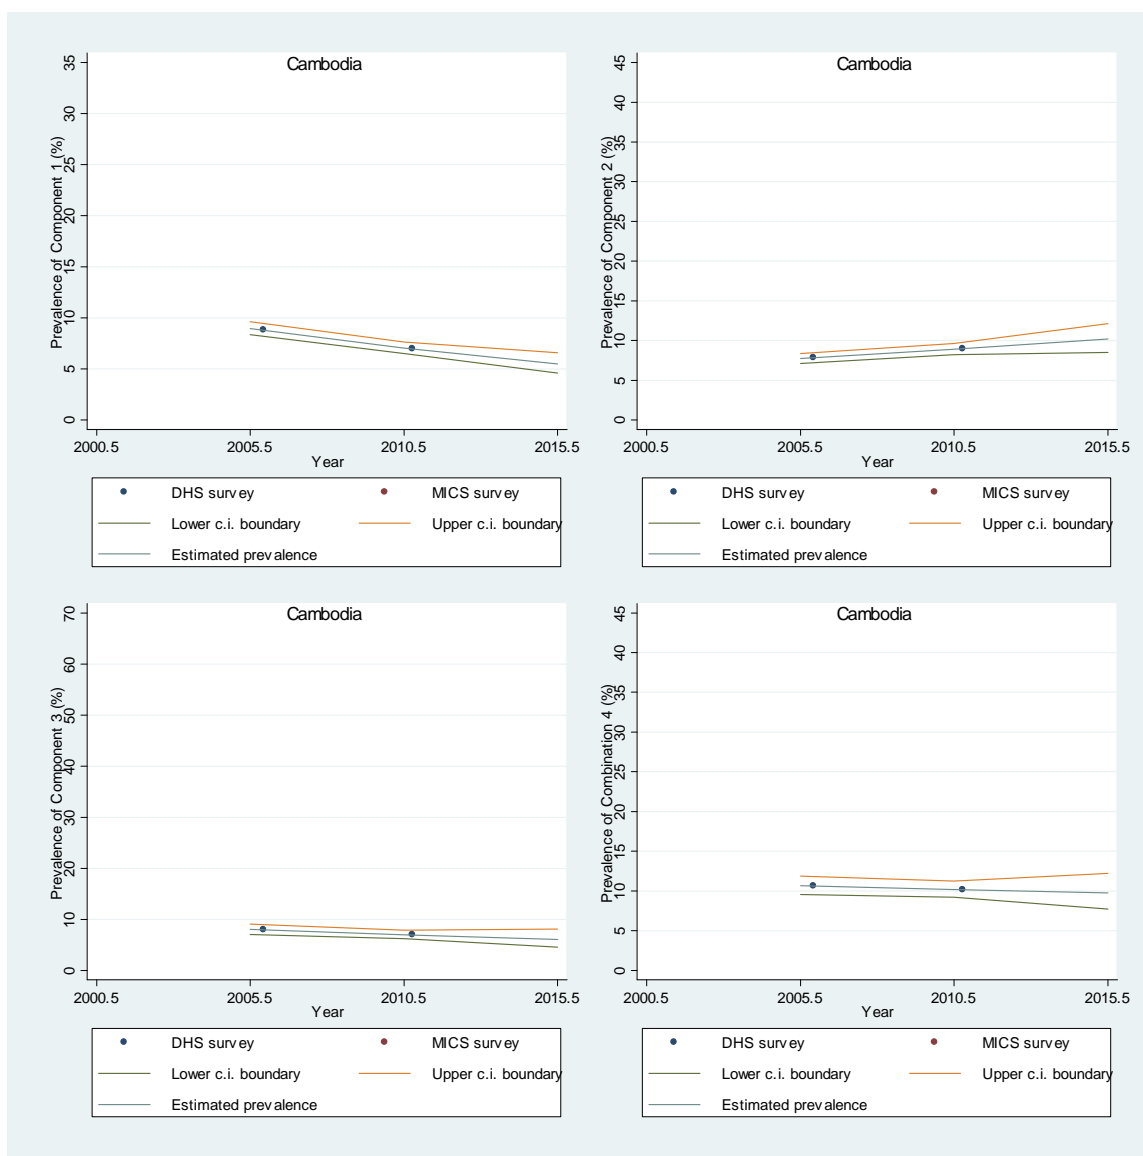 Cambodia
Prevalence of Component 1 (%)
35
30
25
20
15
10
5
0
2000.5 2005.5 2010.5 2015.5
Year
DHS survey MICS survey
Lower c.i. boundary Upper c.i. boundary
Estimated prevalence
Cambodia
Prevalence of Component 2 (%)
45
40
35
30
25
20
15
10
5
0
2000.5 2005.5 2010.5 2015.5
Year
DHS survey MICS survey
Lower c.i. boundary Upper c.i. boundary
Estimated prevalence
Cambodia
Prevalence of Component 3 (%)
70
60
50
40
30
20
10
0
2000.5 2005.5 2010.5 2015.5
Year
DHS survey MICS survey
Lower c.i. boundary Upper c.i. boundary
Estimated prevalence
Cambodia
Prevalence of Combination 4 (%)
45
40
35
30
25
20
15
10
5
0
2000.5 2005.5 2010.5 2015.5
Year
DHS survey MICS survey
Lower c.i. boundary Upper c.i. boundary
Estimated prevalence